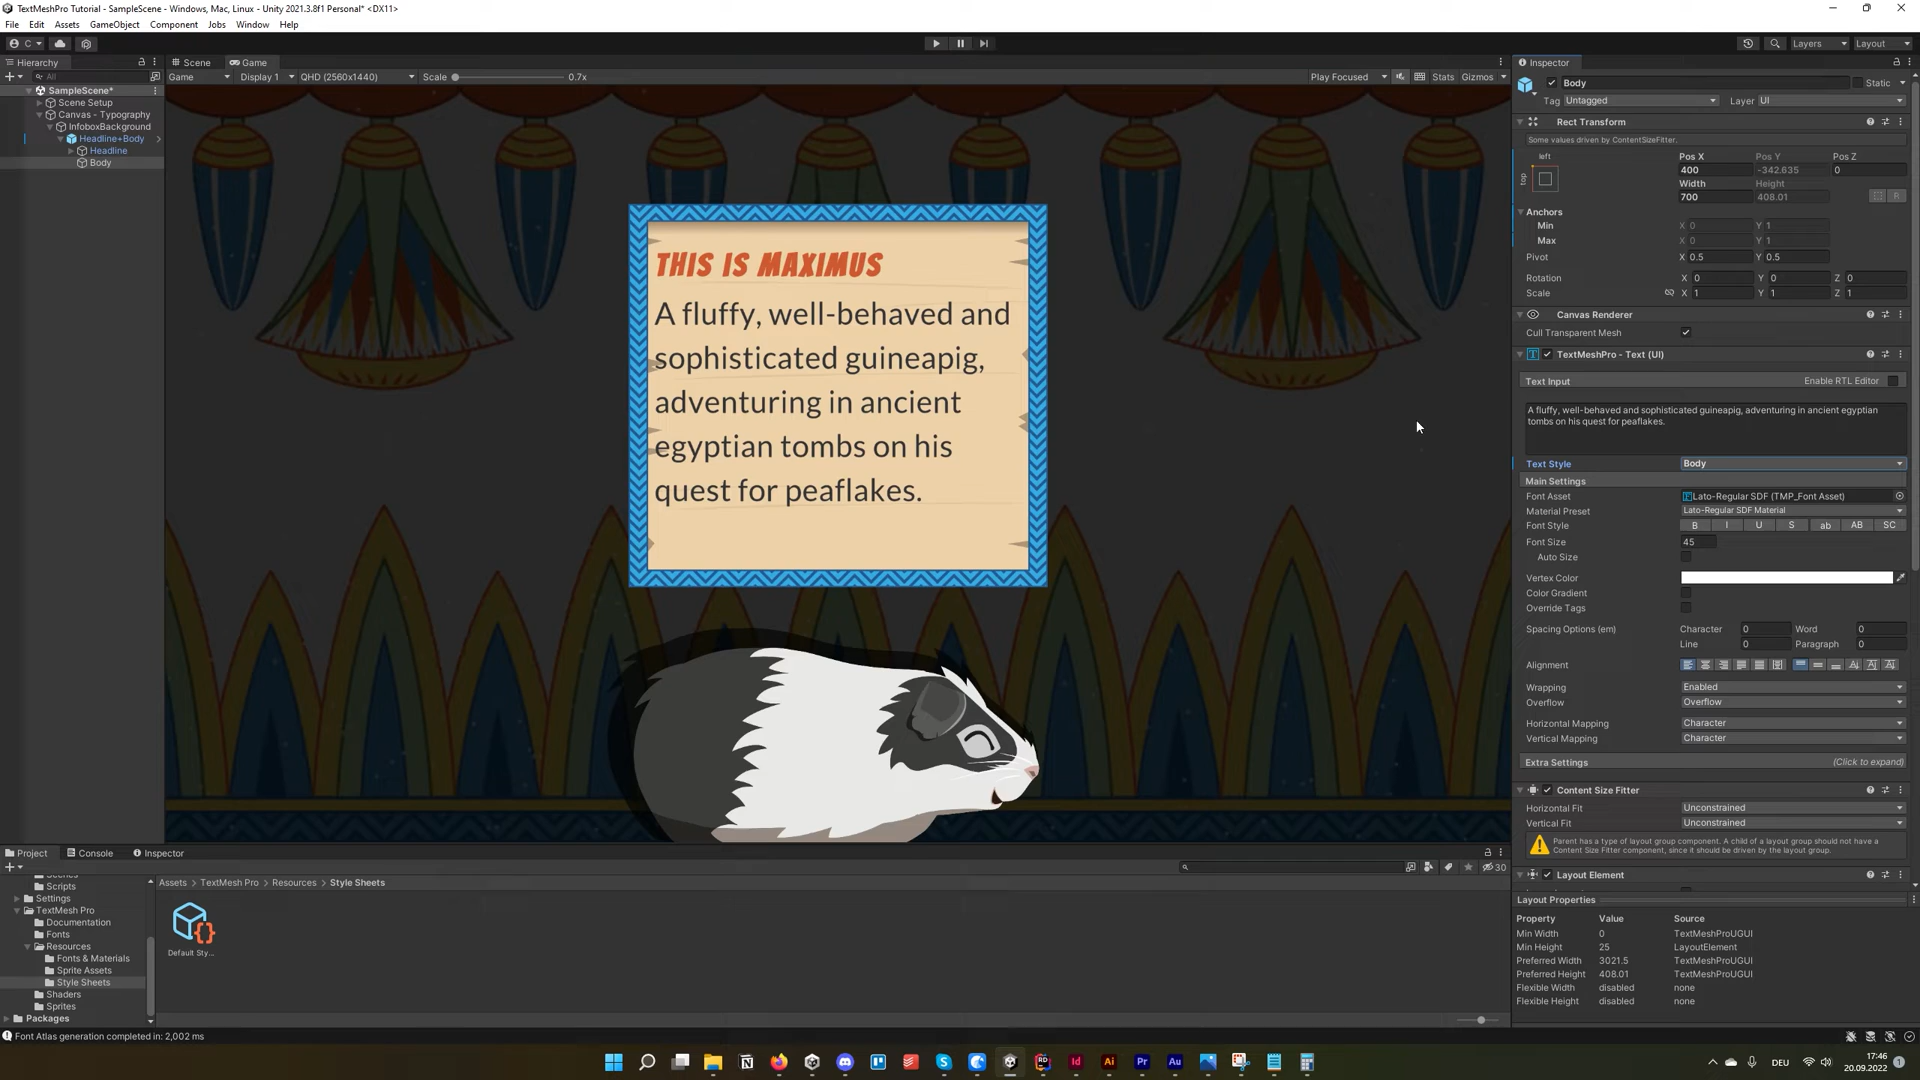 TextMeshPro Tutorial - SampleScene - Windows, Mac, Linux - Unity 2021.3.8f1 Personal* <DX11>
File Edit Assets GameObject Component Jobs Window Help
C
Layers Layout
Hierarchy
All
SampleScene*
Scene Setup
Canvas - Typography
InfoboxBackground
Headline+Body
Headline
Body
Scene Game
Game Display 1 QHD (2560x1440) Scale 0.7x Play Focused Stats Gizmos
THIS IS MAXIMUS
A fluffy, well-behaved and
sophisticated guineapig,
adventuring in ancient
egyptian tombs on his
quest for peaflakes.
Inspector
Body Static
Tag Untagged Layer UI
Rect Transform
Some values driven by ContentSizeFitter.
left
top
Pos X Pos Y Pos Z
400 -342.635 0
Width Height
700 408.01
R
Anchors
Min X 0 Y 1
Max X 0 Y 1
Pivot X 0.5 Y 0.5
Rotation X 0 Y 0 Z 0
Scale X 1 Y 1 Z 1
Canvas Renderer
Cull Transparent Mesh
TextMeshPro - Text (UI)
Text Input Enable RTL Editor
A fluffy, well-behaved and sophisticated guineapig, adventuring in ancient egyptian
tombs on his quest for peaflakes.
Text Style Body
Main Settings
Font Asset Lato-Regular SDF (TMP_Font Asset)
Material Preset Lato-Regular SDF Material
Font Style B I U S ab AB SC
Font Size 45
Auto Size
Vertex Color
Color Gradient
Override Tags
Spacing Options (em) Character 0 Word 0
Line 0 Paragraph 0
Alignment
Wrapping Enabled
Overflow Overflow
Horizontal Mapping Character
Vertical Mapping Character
Extra Settings (Click to expand)
Content Size Fitter
Horizontal Fit Unconstrained
Vertical Fit Unconstrained
Parent has a type of layout group component. A child of a layout group should not have a
Content Size Fitter component, since it should be driven by the layout group.
Layout Element
Layout Properties
Property Value Source
Min Width 0 TextMeshProUGUI
Min Height 25 LayoutElement
Preferred Width 3021.5 TextMeshProUGUI
Preferred Height 408.01 TextMeshProUGUI
Flexible Width disabled none
Flexible Height disabled none
Project Console Inspector
30
Scripts
Settings
TextMesh Pro
Documentation
Fonts
Resources
Fonts & Materials
Sprite Assets
Style Sheets
Shaders
Sprites
Packages
Assets > TextMesh Pro > Resources > Style Sheets
Default Sty...
Font Atlas generation completed in: 2,002 ms
DEU
17:46
20.09.2022
1